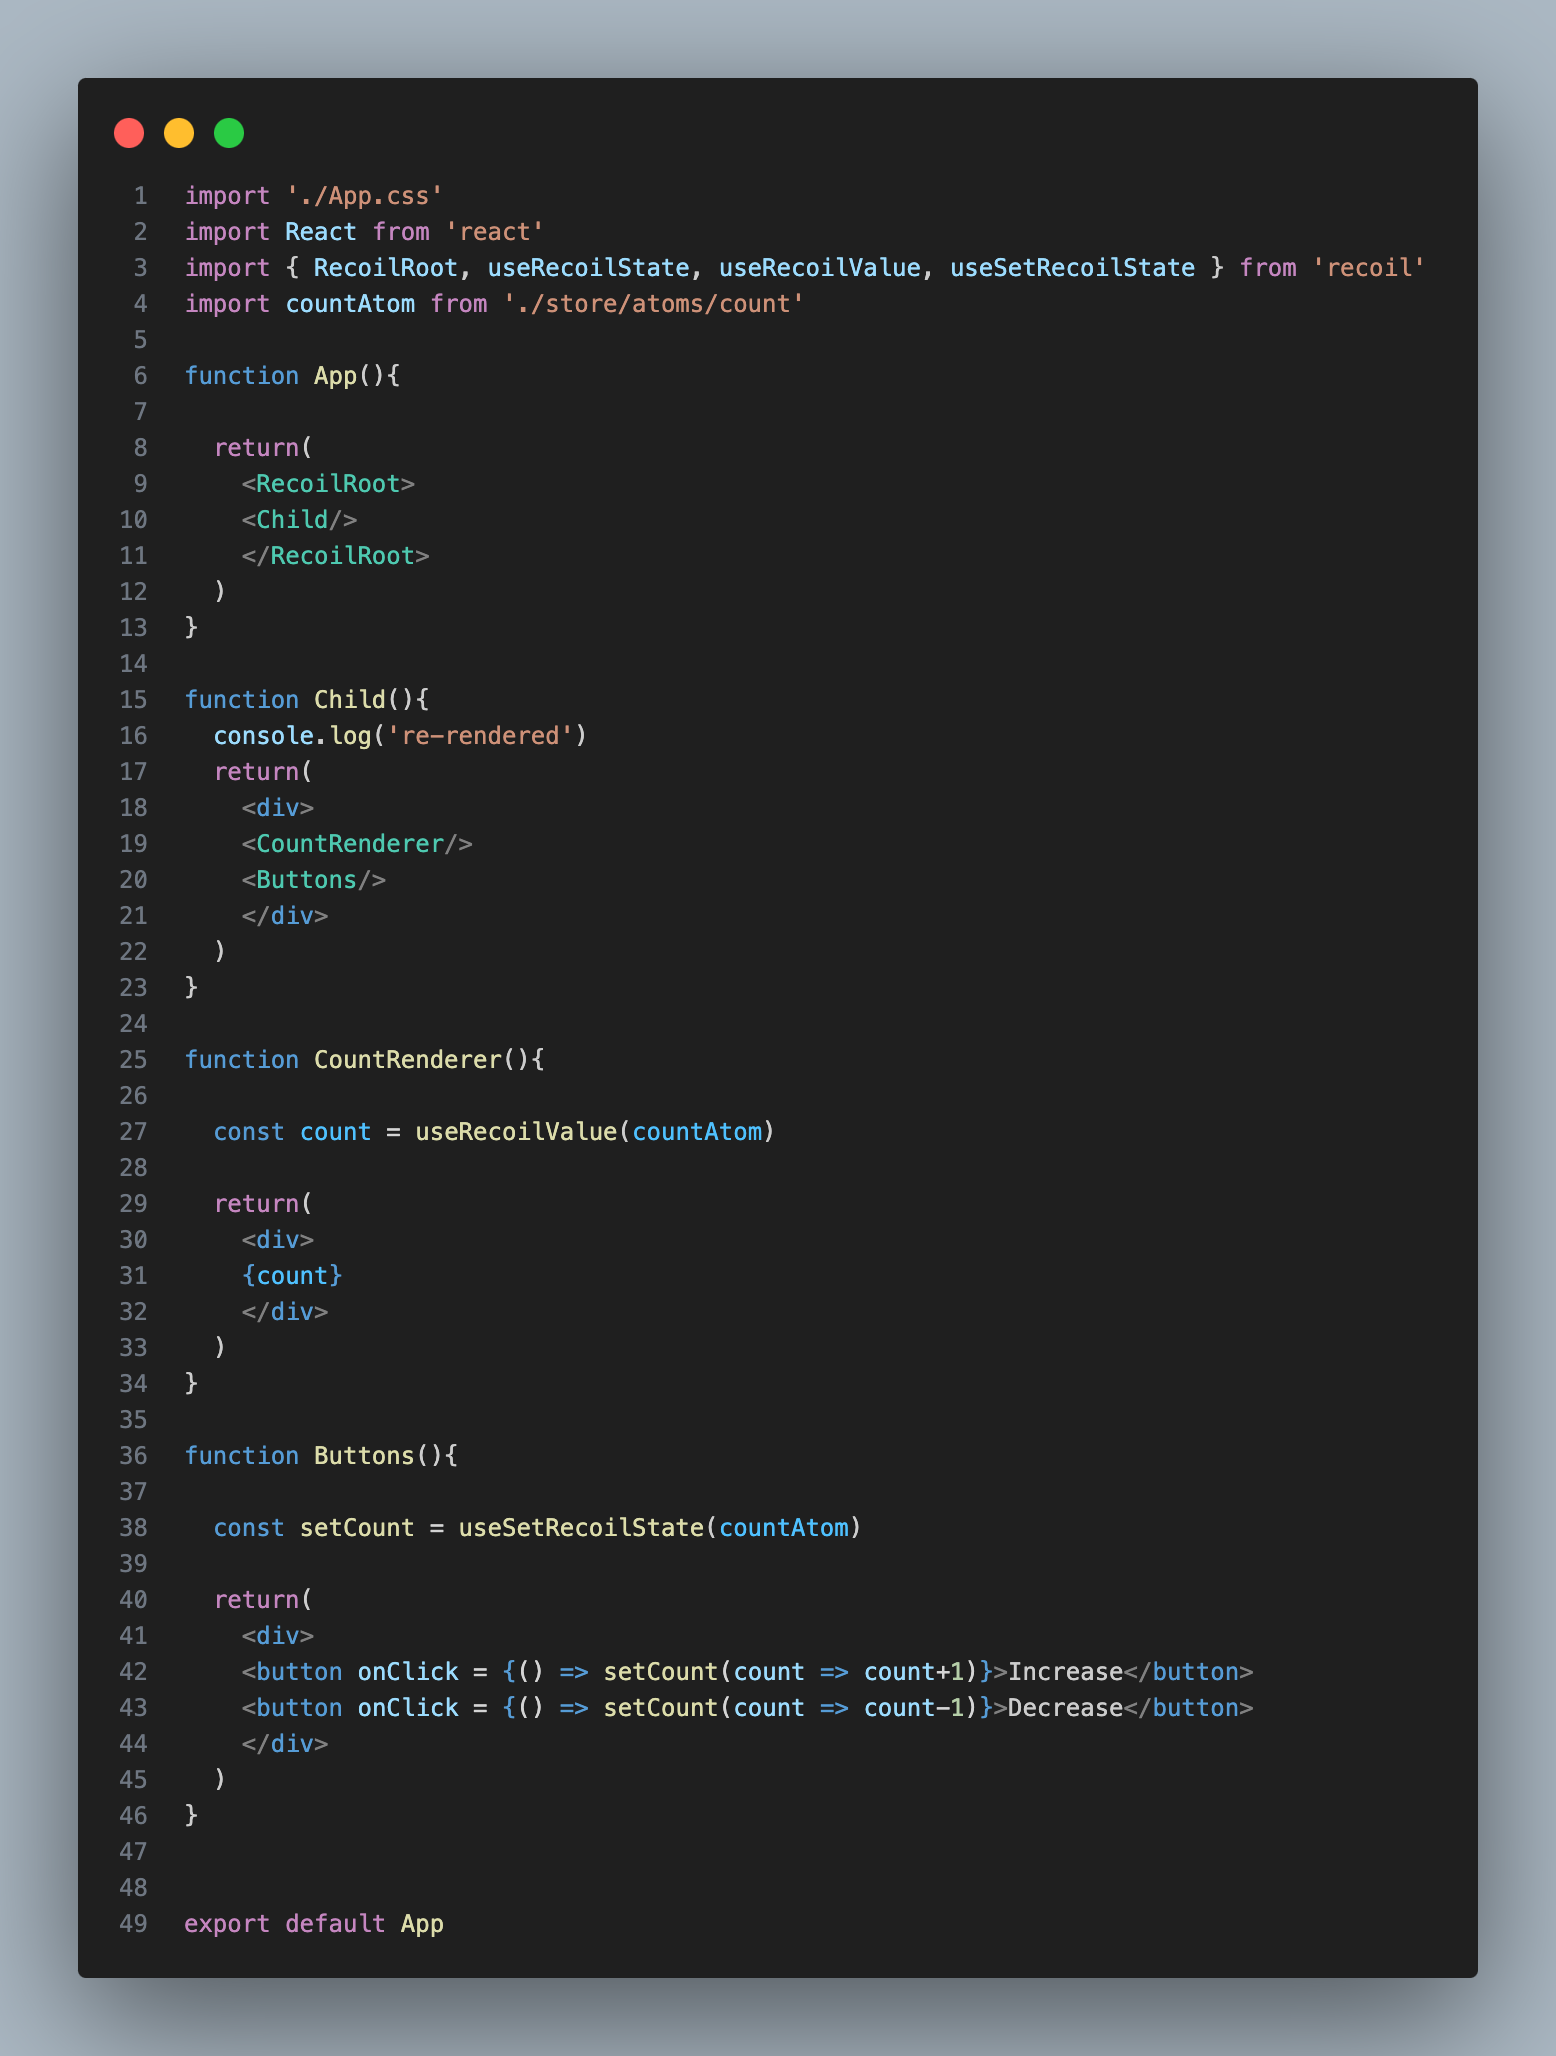 1 import './App.css'
2 import React from 'react'
3 import { RecoilRoot, useRecoilState, useRecoilValue, useSetRecoilState } from 'recoil'
4 import countAtom from './store/atoms/count'
5
6 function App(){
7
8   return(
9     <RecoilRoot>
10     <Child/>
11     </RecoilRoot>
12   )
13 }
14
15 function Child(){
16   console.log('re-rendered')
17   return(
18     <div>
19     <CountRenderer/>
20     <Buttons/>
21     </div>
22   )
23 }
24
25 function CountRenderer(){
26
27   const count = useRecoilValue(countAtom)
28
29   return(
30     <div>
31     {count}
32     </div>
33   )
34 }
35
36 function Buttons(){
37
38   const setCount = useSetRecoilState(countAtom)
39
40   return(
41     <div>
42     <button onClick = {() => setCount(count => count+1)}>Increase</button>
43     <button onClick = {() => setCount(count => count-1)}>Decrease</button>
44     </div>
45   )
46 }
47
48
49 export default App